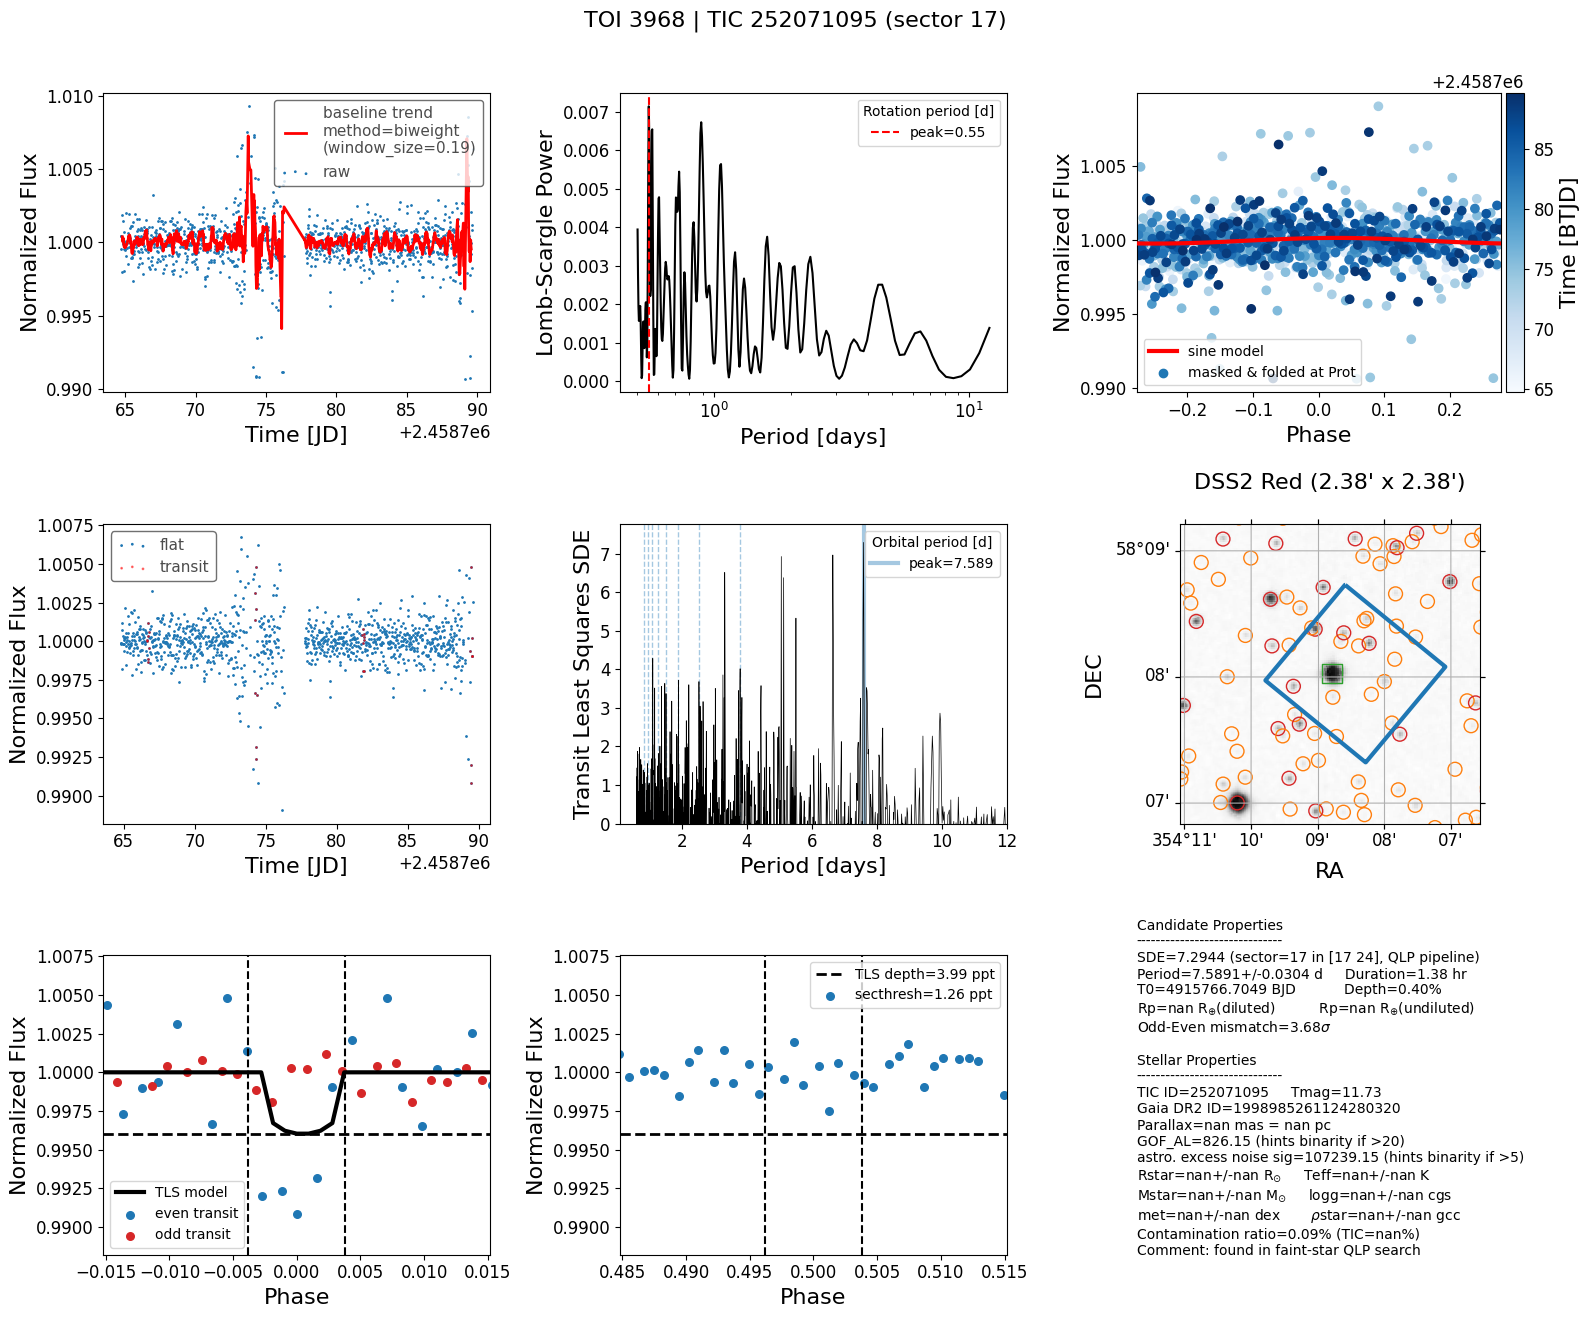 TOI 3968 | TIC 252071095 (sector 17)
1.010
1.005
1.000
0.995
0.990
Normalized Flux
baseline trend
method=biweight
(window_size=0.19)
raw
65 70 75 80 85 90
Time [JD]
+2.4587e6
0.007
0.006
0.005
0.004
0.003
0.002
0.001
0.000
Lomb-Scargle Power
Rotation period [d]
peak=0.55
10⁰ 10¹
Period [days]
+2.4587e6
1.005
1.000
0.995
0.990
Normalized Flux
sine model
masked & folded at Prot
−0.2 −0.1 0.0 0.1 0.2
Phase
85
80
75
70
65
Time [BTJD]
1.0075
1.0050
1.0025
1.0000
0.9975
0.9950
0.9925
0.9900
Normalized Flux
flat
transit
65 70 75 80 85 90
Time [JD]
+2.4587e6
7
6
5
4
3
2
1
0
Transit Least Squares SDE
Orbital period [d]
peak=7.589
2 4 6 8 10 12
Period [days]
DSS2 Red (2.38' x 2.38')
58°09'
08'
07'
DEC
354°11' 10' 09' 08' 07'
RA
1.0075
1.0050
1.0025
1.0000
0.9975
0.9950
0.9925
0.9900
Normalized Flux
TLS model
even transit
odd transit
−0.015 −0.010 −0.005 0.000 0.005 0.010 0.015
Phase
1.0075
1.0050
1.0025
1.0000
0.9975
0.9950
0.9925
0.9900
Normalized Flux
TLS depth=3.99 ppt
secthresh=1.26 ppt
0.485 0.490 0.495 0.500 0.505 0.510 0.515
Phase
Candidate Properties
------------------------------
SDE=7.2944 (sector=17 in [17 24], QLP pipeline)
Period=7.5891+/-0.0304 d Duration=1.38 hr
T0=4915766.7049 BJD Depth=0.40%
Rp=nan R⊕(diluted) Rp=nan R⊕(undiluted)
Odd-Even mismatch=3.68σ
Stellar Properties
------------------------------
TIC ID=252071095 Tmag=11.73
Gaia DR2 ID=1998985261124280320
Parallax=nan mas = nan pc
GOF_AL=826.15 (hints binarity if >20)
astro. excess noise sig=107239.15 (hints binarity if >5)
Rstar=nan+/-nan R⊙ Teff=nan+/-nan K
Mstar=nan+/-nan M⊙ logg=nan+/-nan cgs
met=nan+/-nan dex ρstar=nan+/-nan gcc
Contamination ratio=0.09% (TIC=nan%)
Comment: found in faint-star QLP search